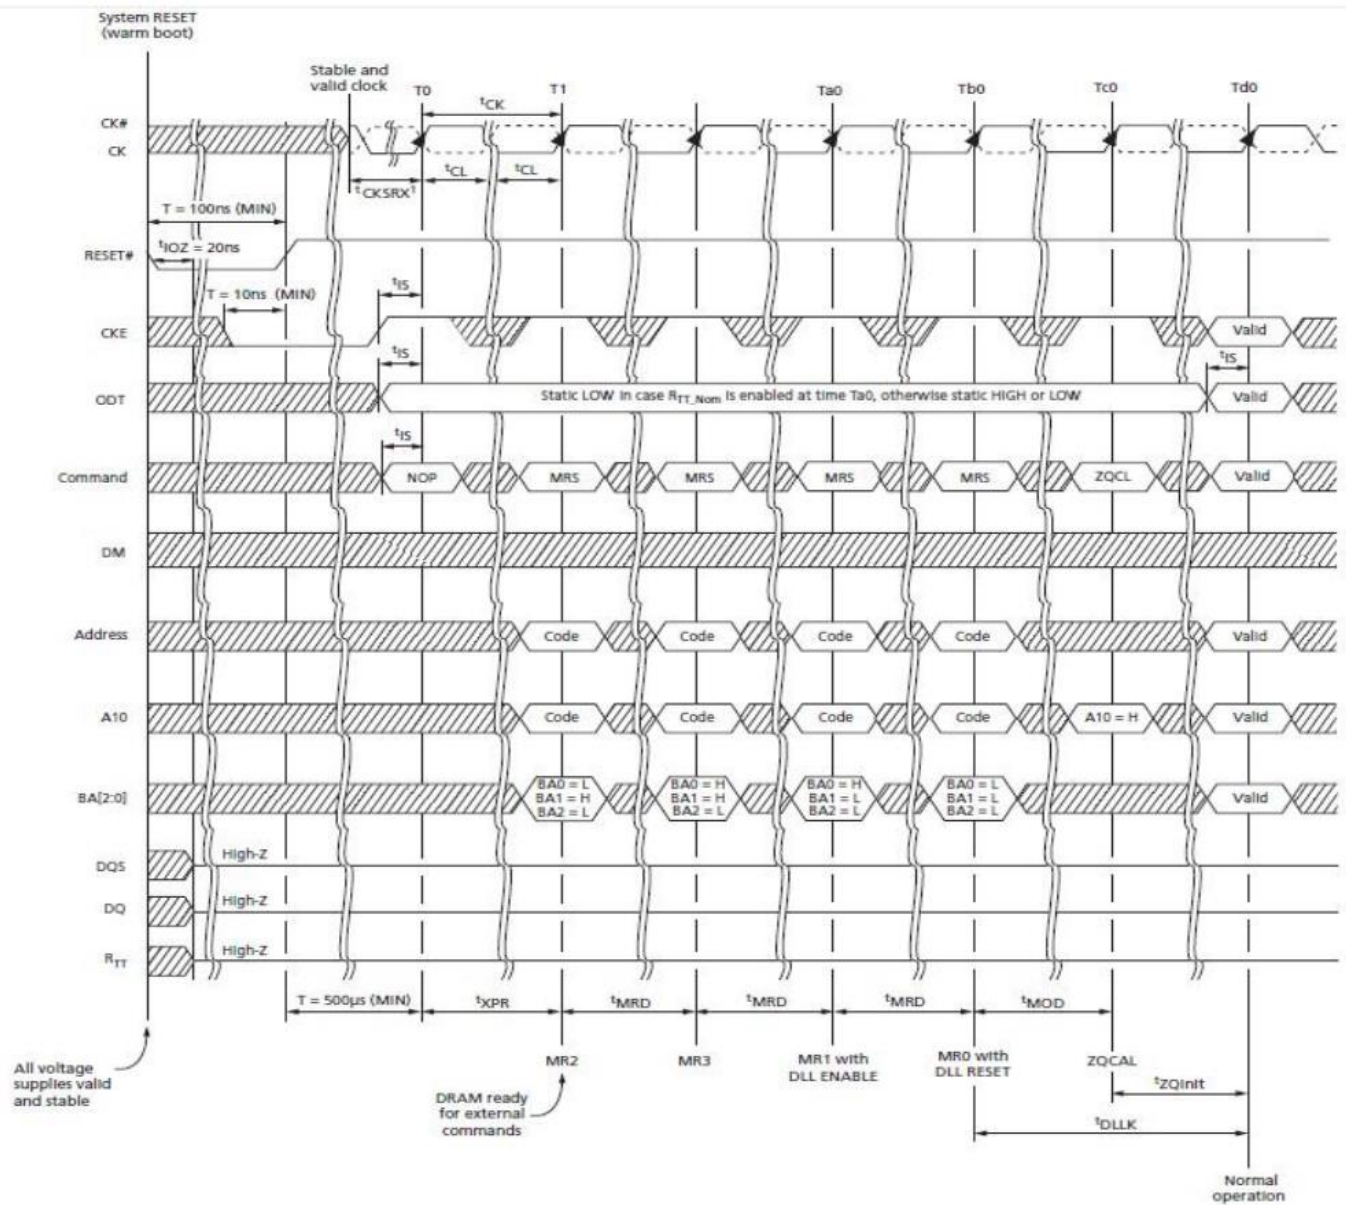 System RESET
(warm boot)
Stable and
valid clock
T0
T1
Ta0
Tb0
Tc0
Td0
tCK
CK#
CK
tCL
tCL
tCKSRX1
T = 100ns (MIN)
tIOZ = 20ns
RESET#
T = 10ns (MIN)
tIS
CKE
Valid
tIS
tIS
ODT
Static LOW in case RTT_Nom is enabled at time Ta0, otherwise static HIGH or LOW
Valid
tIS
Command
NOP
MRS
MRS
MRS
MRS
ZQCL
Valid
DM
Address
Code
Code
Code
Code
Valid
A10
Code
Code
Code
Code
A10 = H
Valid
BA[2:0]
BA0 = L
BA1 = H
BA2 = L
BA0 = H
BA1 = H
BA2 = L
BA0 = H
BA1 = L
BA2 = L
BA0 = L
BA1 = L
BA2 = L
Valid
DQS
High-Z
DQ
High-Z
RTT
High-Z
T = 500µs (MIN)
tXPR
tMRD
tMRD
tMRD
tMOD
MR2
MR3
MR1 with
DLL ENABLE
MR0 with
DLL RESET
ZQCAL
All voltage
supplies valid
and stable
DRAM ready
for external
commands
tZQinit
tDLLK
Normal
operation